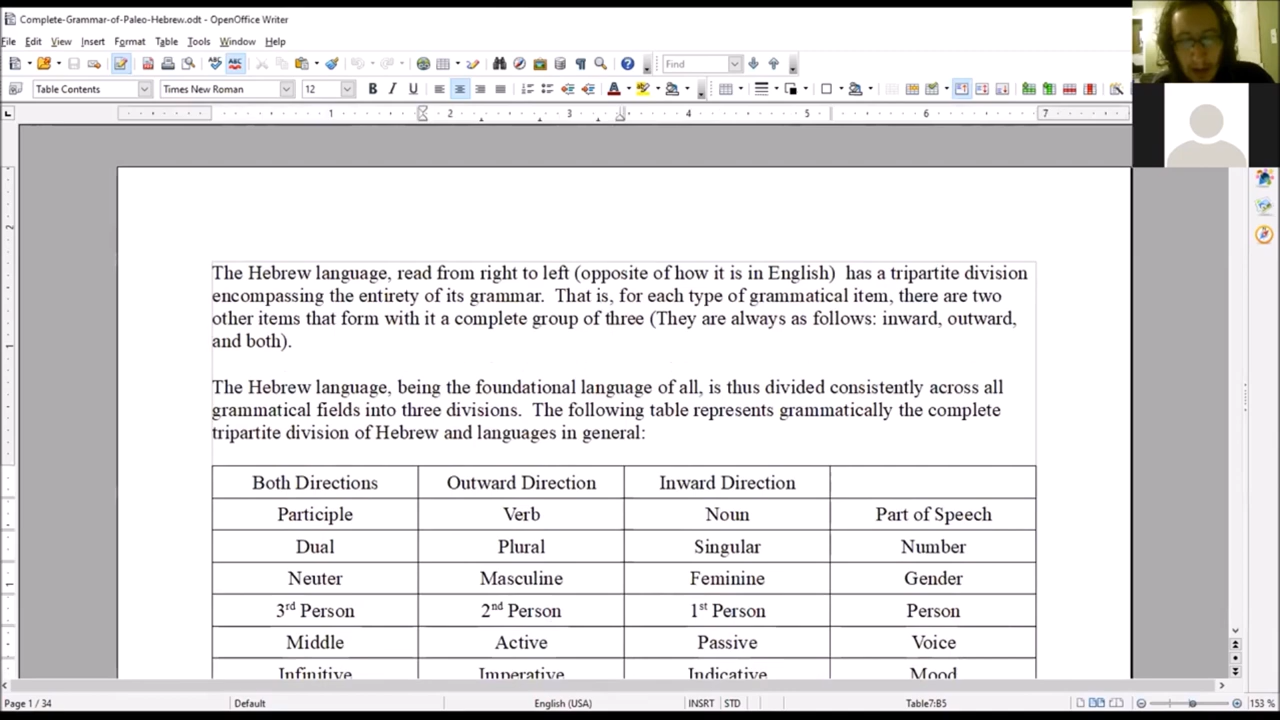 Complete-Grammar-of-Paleo-Hebrew.odt - OpenOffice Writer
File Edit View Insert Format Table Tools Window Help
Find
Table Contents Times New Roman 12 B I U
1 2 3 4 5 6 7
The Hebrew language, read from right to left (opposite of how it is in English)  has a tripartite division
encompassing the entirety of its grammar.  That is, for each type of grammatical item, there are two
other items that form with it a complete group of three (They are always as follows: inward, outward,
and both).
The Hebrew language, being the foundational language of all, is thus divided consistently across all
grammatical fields into three divisions.  The following table represents grammatically the complete
tripartite division of Hebrew and languages in general:
Both Directions Outward Direction Inward Direction
Participle Verb Noun Part of Speech
Dual Plural Singular Number
Neuter Masculine Feminine Gender
3rd Person 2nd Person 1st Person Person
Middle Active Passive Voice
Infinitive Imperative Indicative Mood
Page 1 / 34 Default English (USA) INSRT STD Table7:B5 153 %